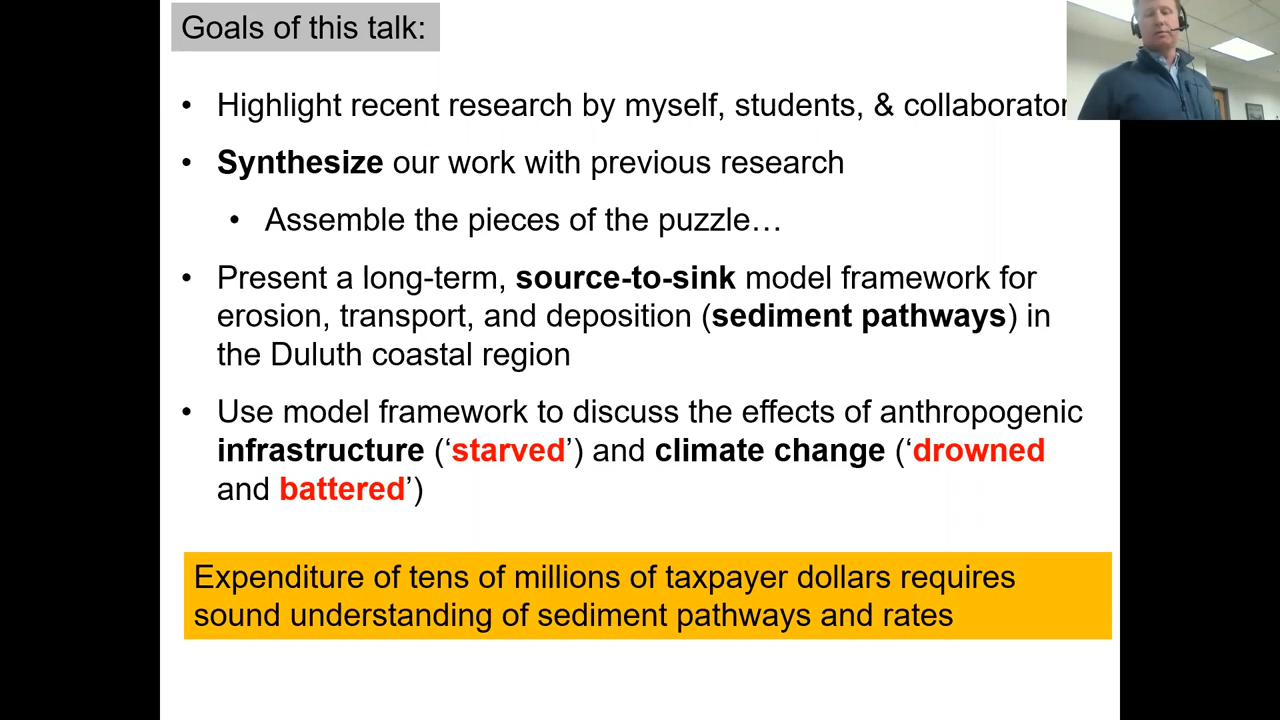 Goals of this talk:
• Highlight recent research by myself, students, & collaborator
• Synthesize our work with previous research
• Assemble the pieces of the puzzle…
• Present a long-term, source-to-sink model framework for
erosion, transport, and deposition (sediment pathways) in
the Duluth coastal region
• Use model framework to discuss the effects of anthropogenic
infrastructure (‘starved’) and climate change (‘drowned
and battered’)
Expenditure of tens of millions of taxpayer dollars requires
sound understanding of sediment pathways and rates